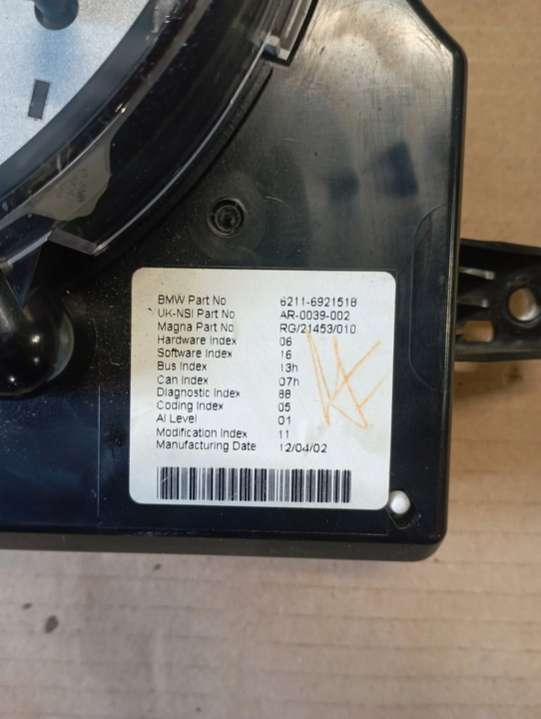 BMW Part No 6211-6921518
UK-NSI Part No AR-0039-002
Magna Part No RG/21453/010
Hardware Index 06
Software Index 16
Bus Index 13h
Can Index 07h
Diagnostic Index 88
Coding Index 05
AI Level 01
Modification Index 11
Manufacturing Date 12/04/02